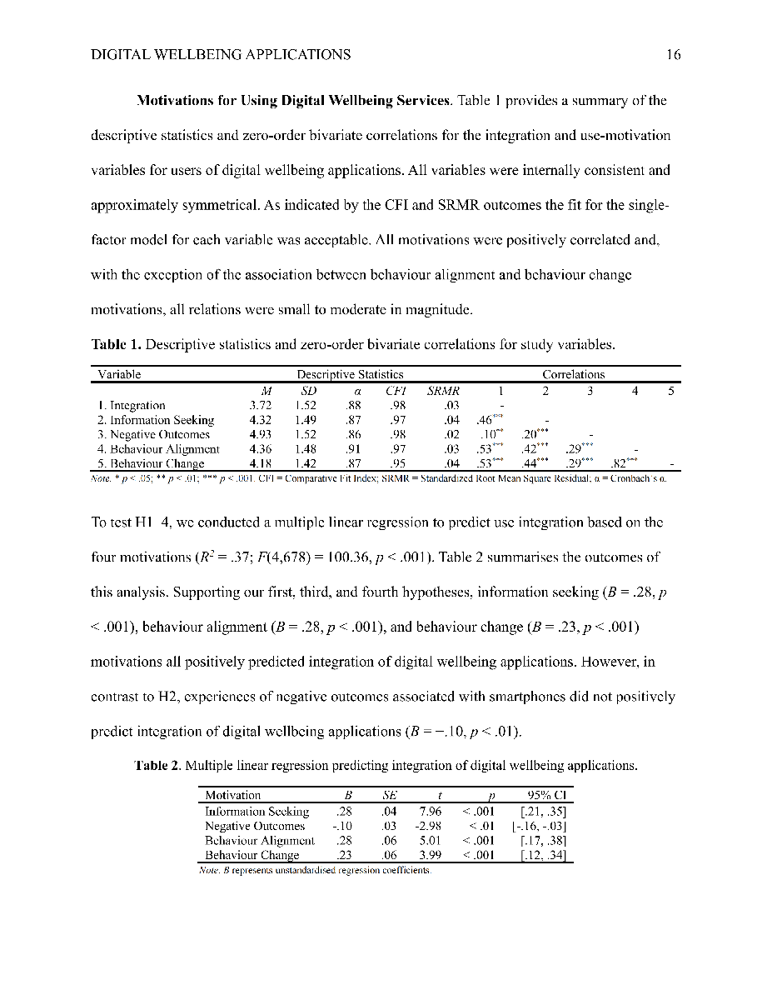 DIGITAL WELLBEING APPLICATIONS 16
Motivations for Using Digital Wellbeing Services. Table 1 provides a summary of the
descriptive statistics and zero-order bivariate correlations for the integration and use-motivation
variables for users of digital wellbeing applications. All variables were internally consistent and
approximately symmetrical. As indicated by the CFI and SRMR outcomes the fit for the single-
factor model for each variable was acceptable. All motivations were positively correlated and,
with the exception of the association between behaviour alignment and behaviour change
motivations, all relations were small to moderate in magnitude.
Table 1. Descriptive statistics and zero-order bivariate correlations for study variables.
Variable Descriptive Statistics Correlations
M SD α CFI SRMR 1 2 3 4 5
1. Integration 3.72 1.52 .88 .98 .03 -
2. Information Seeking 4.32 1.49 .87 .97 .04 .46*** -
3. Negative Outcomes 4.93 1.52 .86 .98 .02 .10** .20*** -
4. Behaviour Alignment 4.36 1.48 .91 .97 .03 .53*** .42*** .29*** -
5. Behaviour Change 4.18 1.42 .87 .95 .04 .53*** .44*** .29*** .82*** -
Note. * p < .05; ** p < .01; *** p < .001. CFI = Comparative Fit Index; SRMR = Standardized Root Mean Square Residual; α = Cronbach's α.
To test H1–4, we conducted a multiple linear regression to predict use integration based on the
four motivations (R² = .37; F(4,678) = 100.36, p < .001). Table 2 summarises the outcomes of
this analysis. Supporting our first, third, and fourth hypotheses, information seeking (B = .28, p
< .001), behaviour alignment (B = .28, p < .001), and behaviour change (B = .23, p < .001)
motivations all positively predicted integration of digital wellbeing applications. However, in
contrast to H2, experiences of negative outcomes associated with smartphones did not positively
predict integration of digital wellbeing applications (B = −.10, p < .01).
Table 2. Multiple linear regression predicting integration of digital wellbeing applications.
Motivation B SE t p 95% CI
Information Seeking .28 .04 7.96 < .001 [.21, .35]
Negative Outcomes -.10 .03 -2.98 < .01 [-.16, -.03]
Behaviour Alignment .28 .06 5.01 < .001 [.17, .38]
Behaviour Change .23 .06 3.99 < .001 [.12, .34]
Note. B represents unstandardised regression coefficients.